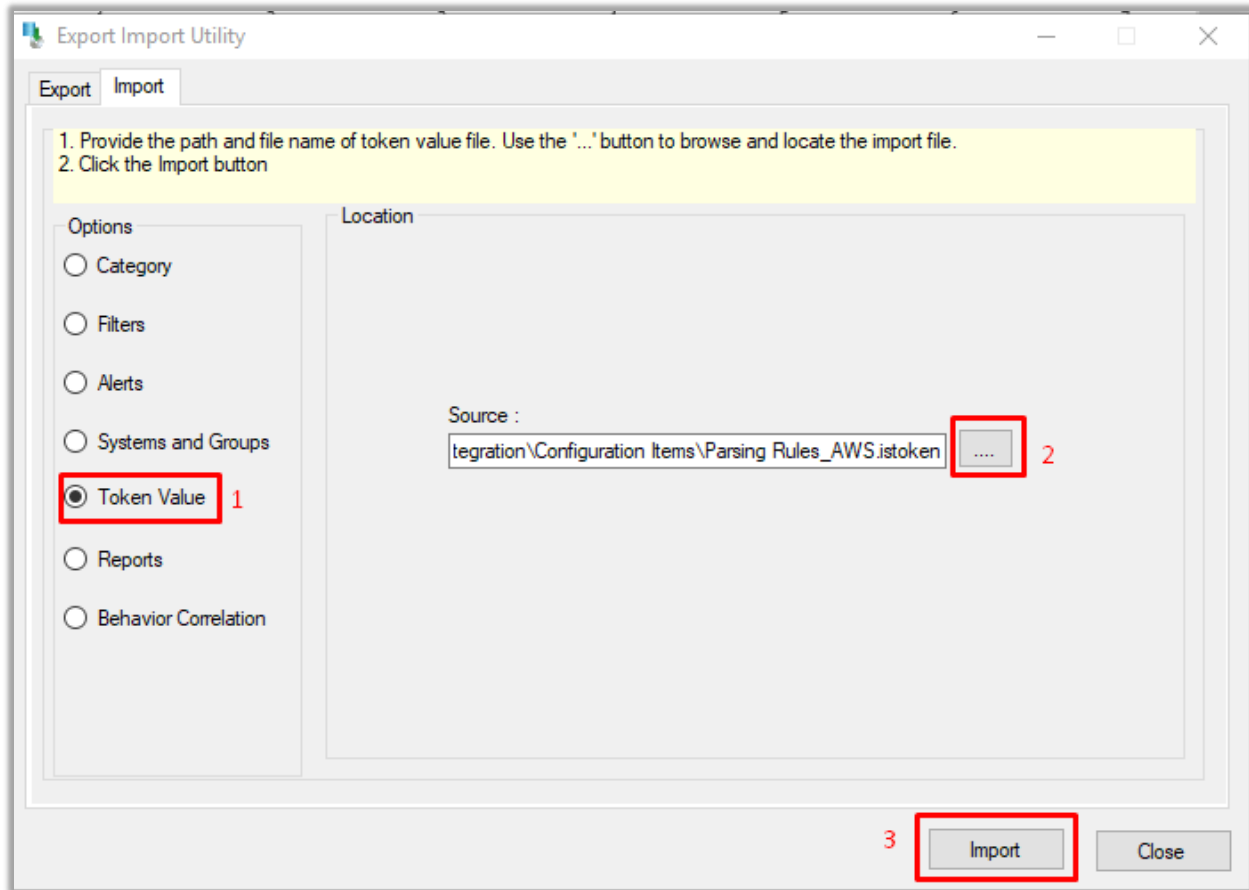 Export Import Utility
Export
Import
1. Provide the path and file name of token value file. Use the '...' button to browse and locate the import file.
2. Click the Import button
Options
Location
Category
Filters
Alerts
Systems and Groups
Token Value
1
Reports
Behavior Correlation
Source :
tegration\Configuration Items\Parsing Rules_AWS.istoken
....
2
3
Import
Close